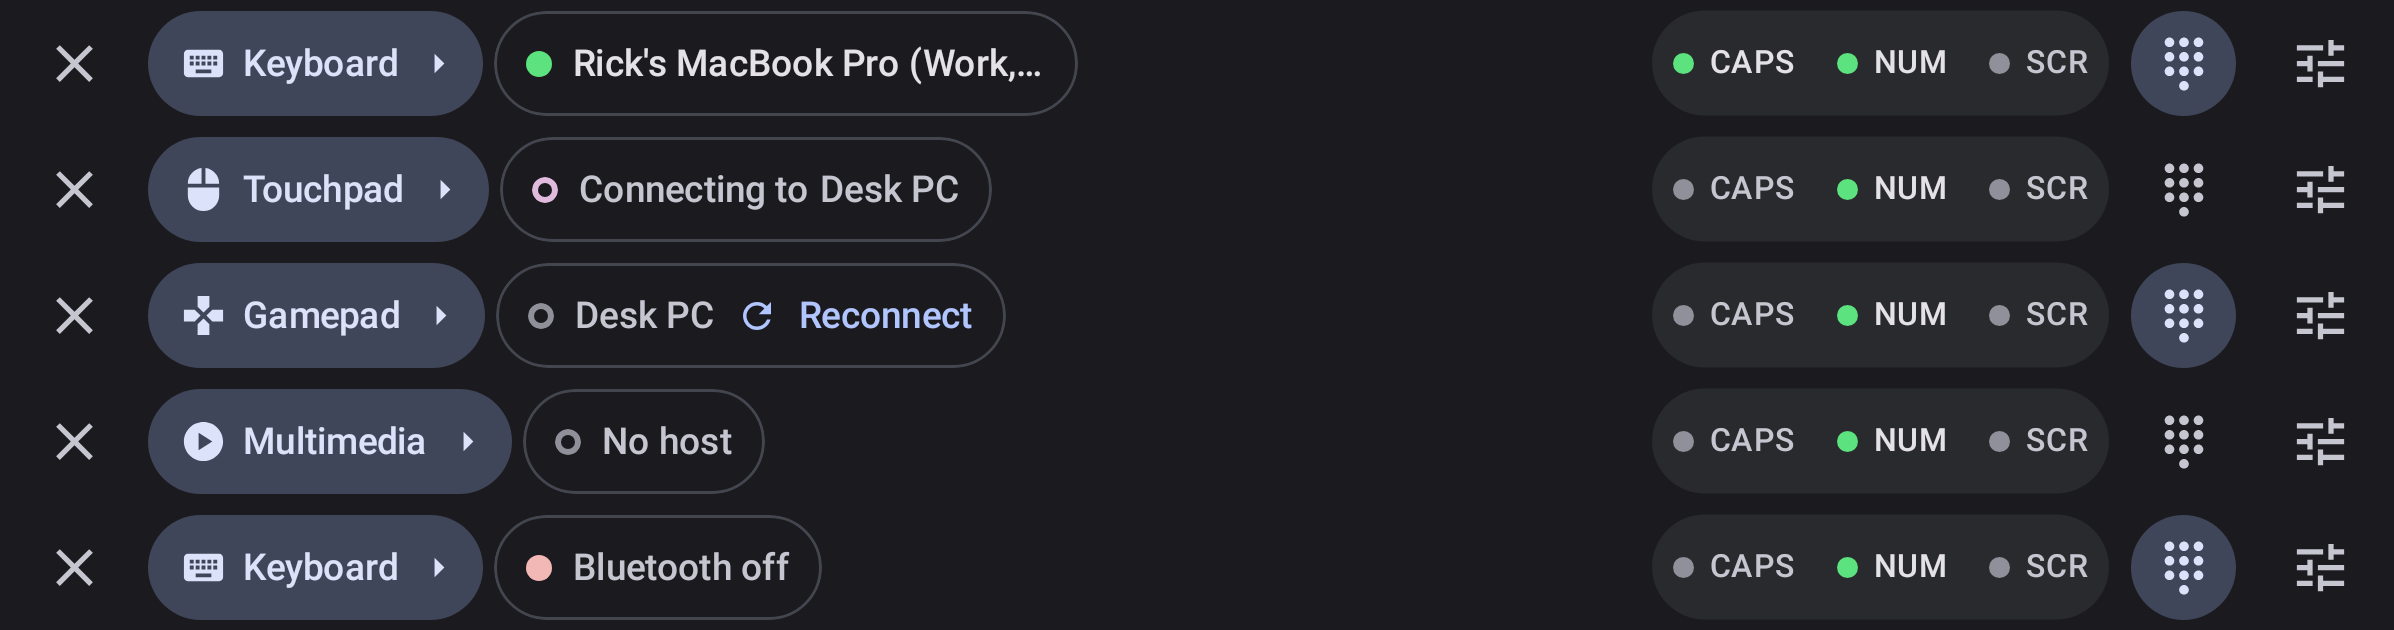 Keyboard Rick's MacBook Pro (Work,... CAPS NUM SCR
Touchpad Connecting to Desk PC CAPS NUM SCR
Gamepad Desk PC Reconnect CAPS NUM SCR
Multimedia No host CAPS NUM SCR
Keyboard Bluetooth off CAPS NUM SCR